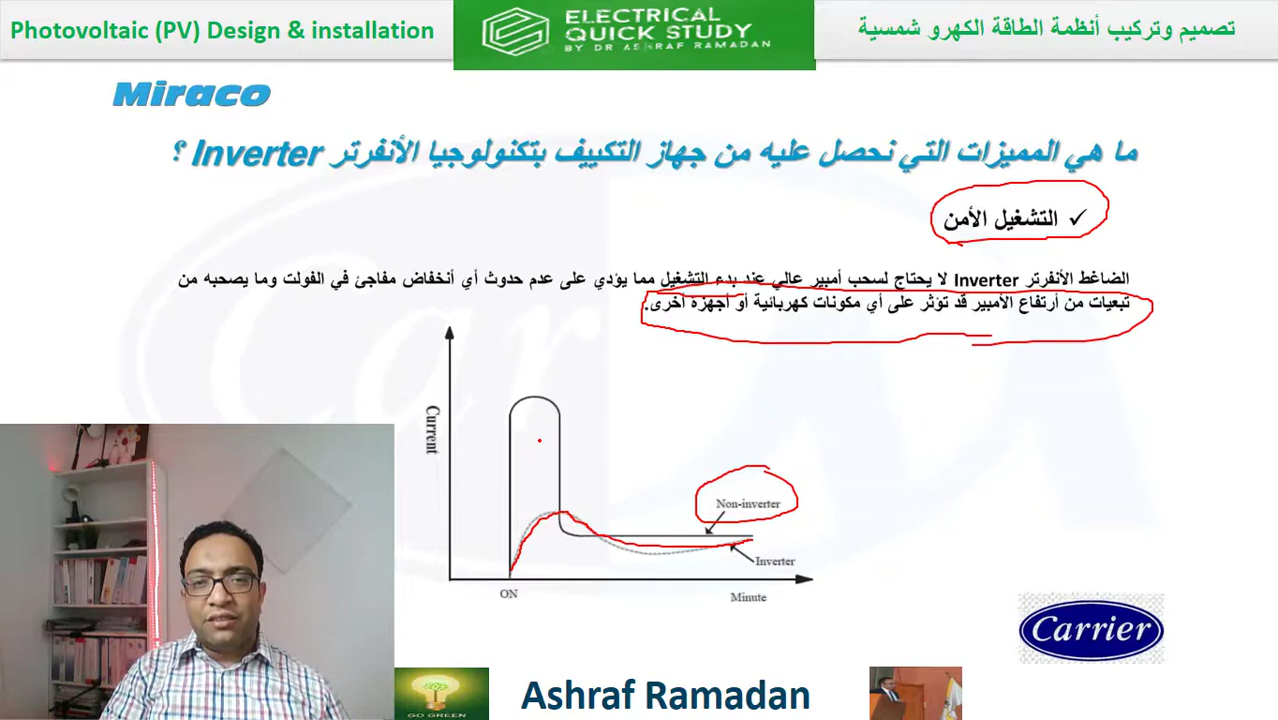 Photovoltaic (PV) Design & installation
ELECTRICAL
QUICK STUDY
BY DR ASHRAF RAMADAN
تصميم وتركيب أنظمة الطاقة الكهرو شمسية
Miraco
ما هي المميزات التي نحصل عليه من جهاز التكييف بتكنولوجيا الأنفرتر Inverter ؟
✓ التشغيل الأمن
الضاغط الأنفرتر Inverter لا يحتاج لسحب أمبير عالي عند بدء التشغيل مما يؤدي على عدم حدوث أي أنخفاض مفاجئ في الفولت وما يصحبه من
تبعيات من أرتفاع الأمبير قد تؤثر على أي مكونات كهربائية أو أجهزة أخرى.
Current
Non-inverter
Inverter
ON
Minute
Carrier
GO GREEN
Ashraf Ramadan